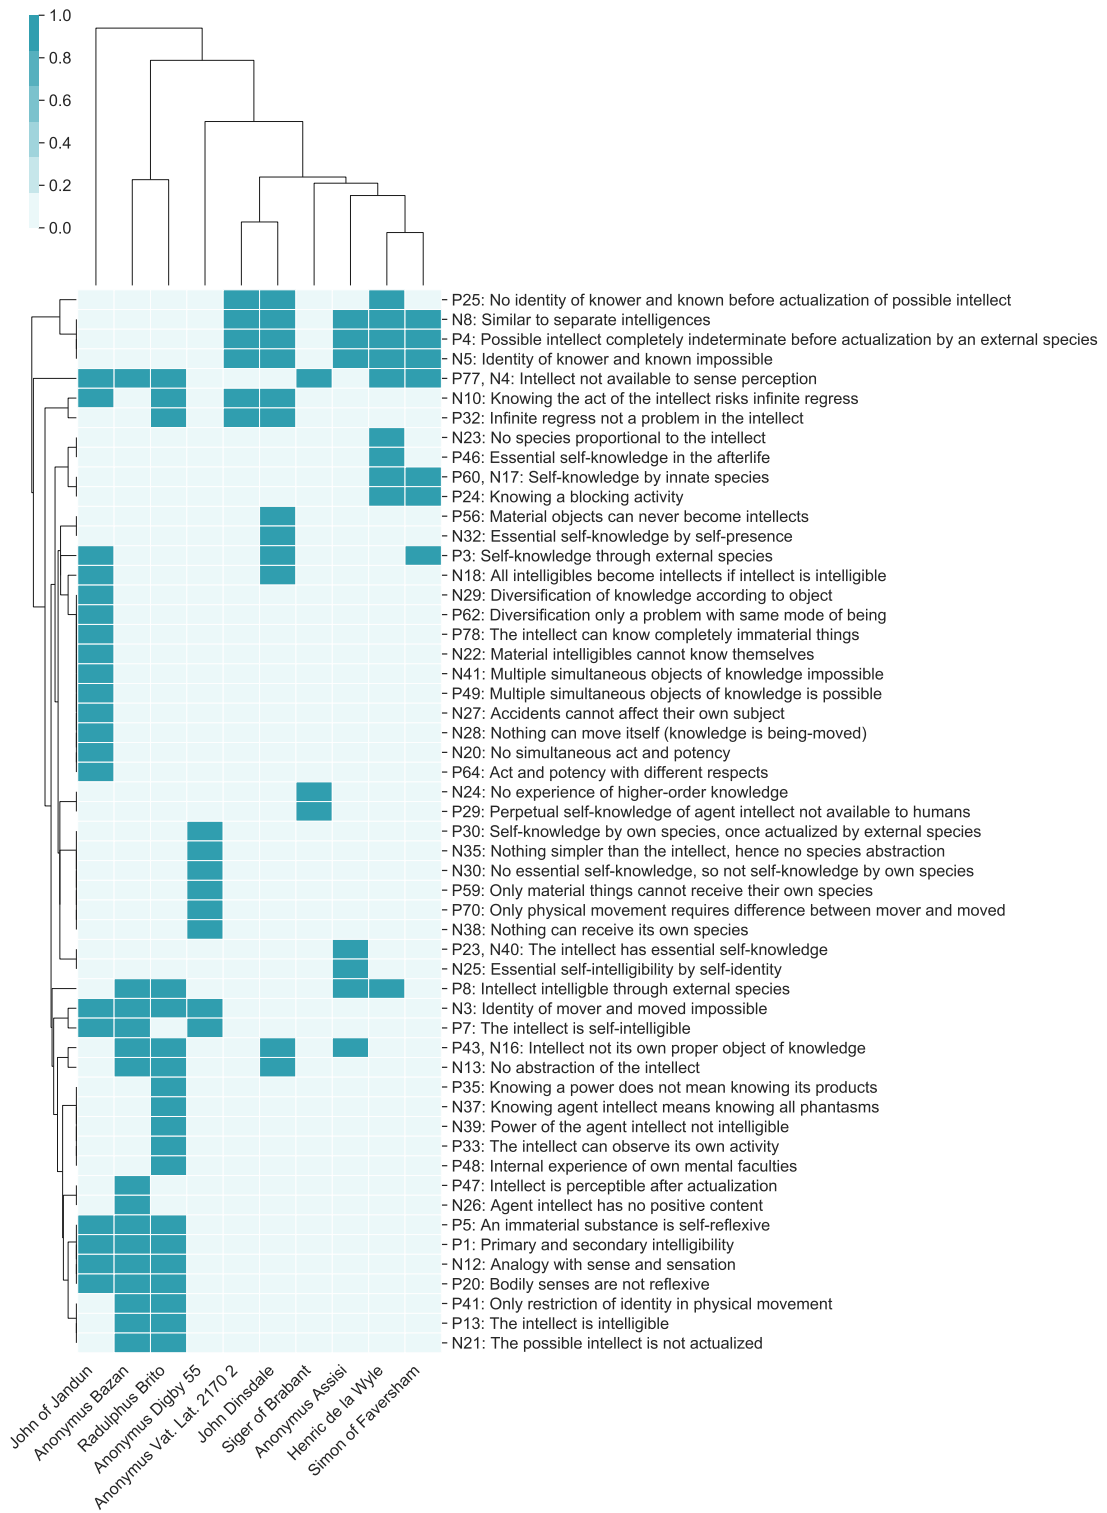 1.0
0.8
0.6
0.4
0.2
0.0
P25: No identity of knower and known before actualization of possible intellect
N8: Similar to separate intelligences
P4: Possible intellect completely indeterminate before actualization by an external species
N5: Identity of knower and known impossible
P77, N4: Intellect not available to sense perception
N10: Knowing the act of the intellect risks infinite regress
P32: Infinite regress not a problem in the intellect
N23: No species proportional to the intellect
P46: Essential self-knowledge in the afterlife
P60, N17: Self-knowledge by innate species
P24: Knowing a blocking activity
P56: Material objects can never become intellects
N32: Essential self-knowledge by self-presence
P3: Self-knowledge through external species
N18: All intelligibles become intellects if intellect is intelligible
N29: Diversification of knowledge according to object
P62: Diversification only a problem with same mode of being
P78: The intellect can know completely immaterial things
N22: Material intelligibles cannot know themselves
N41: Multiple simultaneous objects of knowledge impossible
P49: Multiple simultaneous objects of knowledge is possible
N27: Accidents cannot affect their own subject
N28: Nothing can move itself (knowledge is being-moved)
N20: No simultaneous act and potency
P64: Act and potency with different respects
N24: No experience of higher-order knowledge
P29: Perpetual self-knowledge of agent intellect not available to humans
P30: Self-knowledge by own species, once actualized by external species
N35: Nothing simpler than the intellect, hence no species abstraction
N30: No essential self-knowledge, so not self-knowledge by own species
P59: Only material things cannot receive their own species
P70: Only physical movement requires difference between mover and moved
N38: Nothing can receive its own species
P23, N40: The intellect has essential self-knowledge
N25: Essential self-intelligibility by self-identity
P8: Intellect intelligble through external species
N3: Identity of mover and moved impossible
P7: The intellect is self-intelligible
P43, N16: Intellect not its own proper object of knowledge
N13: No abstraction of the intellect
P35: Knowing a power does not mean knowing its products
N37: Knowing agent intellect means knowing all phantasms
N39: Power of the agent intellect not intelligible
P33: The intellect can observe its own activity
P48: Internal experience of own mental faculties
P47: Intellect is perceptible after actualization
N26: Agent intellect has no positive content
P5: An immaterial substance is self-reflexive
P1: Primary and secondary intelligibility
N12: Analogy with sense and sensation
P20: Bodily senses are not reflexive
P41: Only restriction of identity in physical movement
P13: The intellect is intelligible
N21: The possible intellect is not actualized
John of Jandun
Anonymus Bazan
Radulphus Brito
Anonymus Digby 55
Anonymus Vat. Lat. 2170 2
John Dinsdale
Siger of Brabant
Anonymus Assisi
Henric de la Wyle
Simon of Faversham